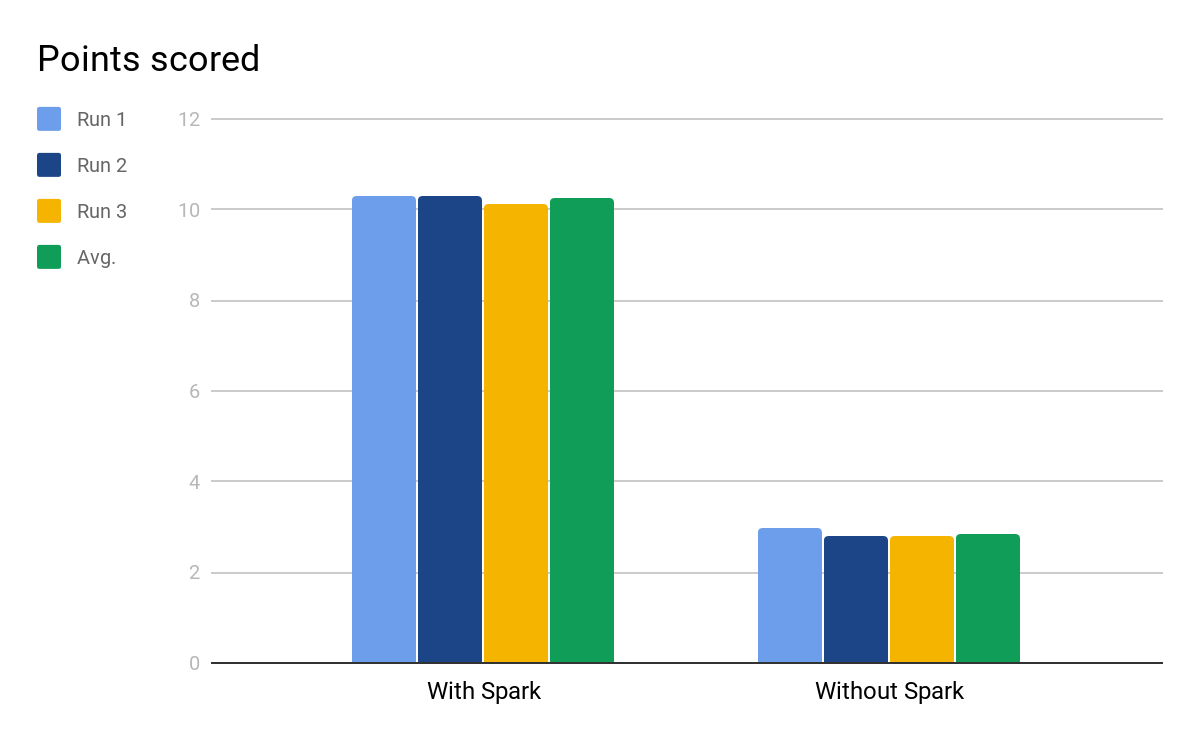 Points scored
Run 1
Run 2
Run 3
Avg.
12
10
8
6
4
2
0
With Spark
Without Spark